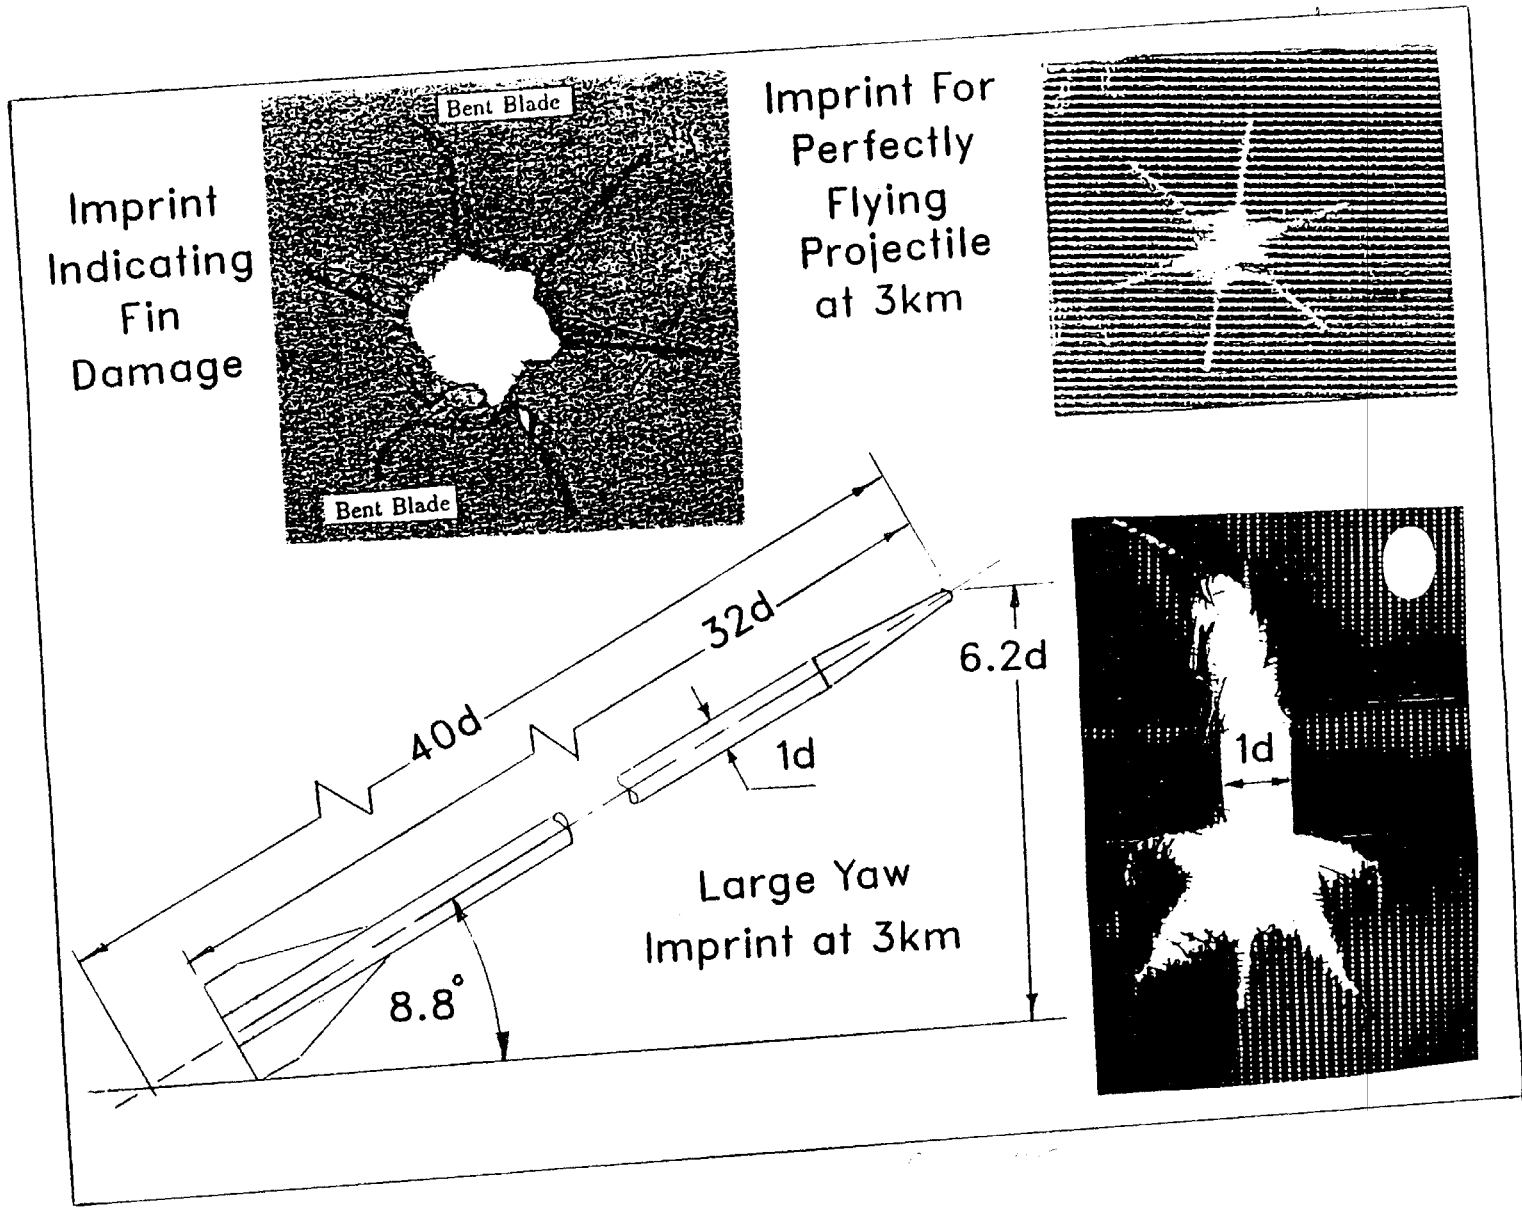 Imprint
Indicating
Fin
Damage
Bent Blade
Bent Blade
Imprint For
Perfectly
Flying
Projectile
at 3km
40d
32d
6.2d
1d
8.8°
Large Yaw
Imprint at 3km
1d